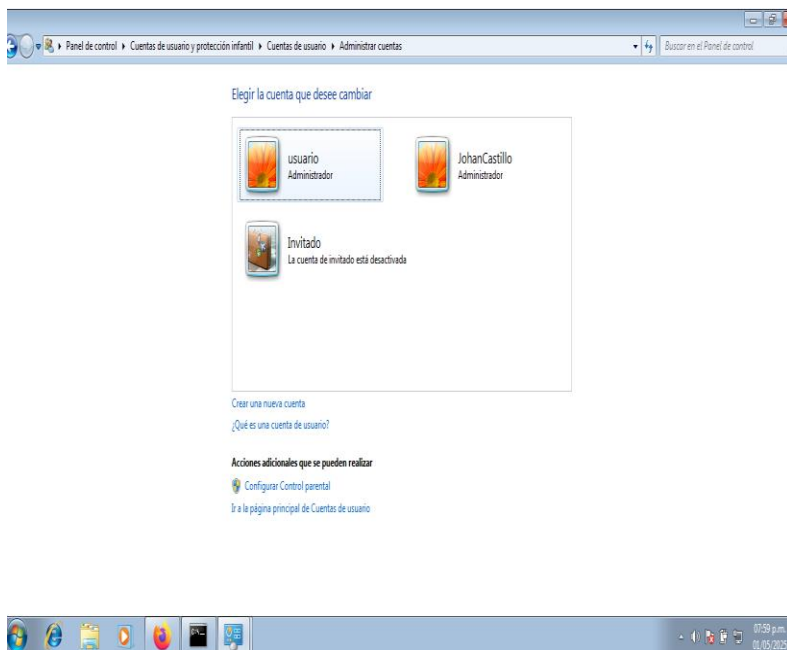 Panel de control ▸ Cuentas de usuario y protección infantil ▸ Cuentas de usuario ▸ Administrar cuentas
Buscar en el Panel de control
Elegir la cuenta que desee cambiar
usuario
Administrador
JohanCastillo
Administrador
Invitado
La cuenta de invitado está desactivada
Crear una nueva cuenta
¿Qué es una cuenta de usuario?
Acciones adicionales que se pueden realizar
Configurar Control parental
Ir a la página principal de Cuentas de usuario
07:59 p.m.
01/05/2025